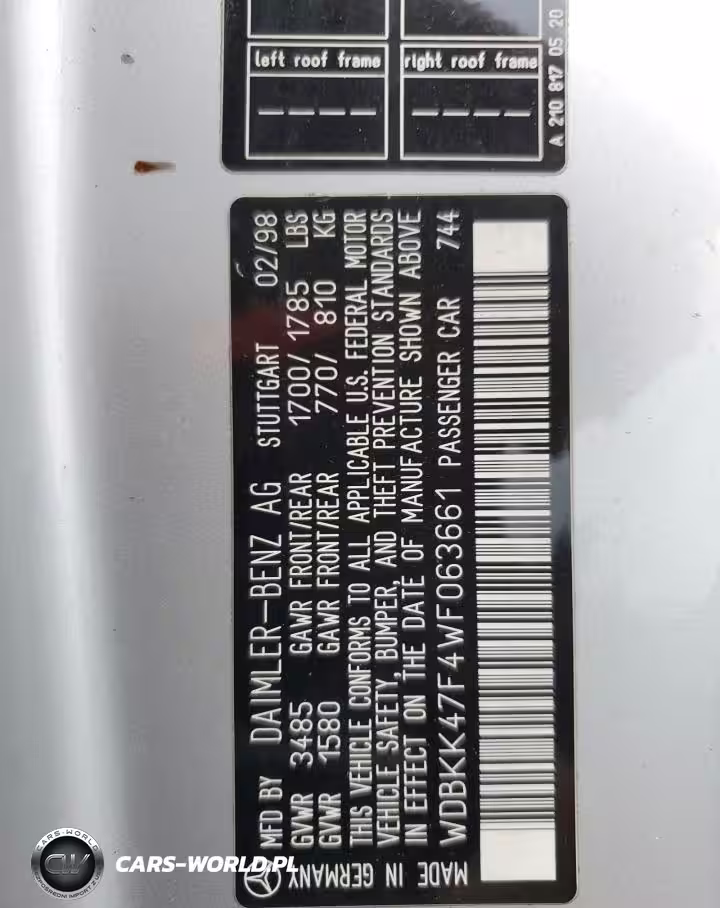 left roof frame
right roof frame
A 210 817 05 20
MFD BY DAIMLER-BENZ AG STUTTGART 02/98
GVWR 3485 GAWR FRONT/REAR 1700/ 1785 LBS
GVWR 1580 GAWR FRONT/REAR 770/ 810 KG
THIS VEHICLE CONFORMS TO ALL APPLICABLE U.S. FEDERAL MOTOR
VEHICLE SAFETY, BUMPER, AND THEFT PREVENTION STANDARDS
IN EFFECT ON THE DATE OF MANUFACTURE SHOWN ABOVE
WDBKK47F4WF063661 PASSENGER CAR 744
MADE IN GERMANY
CARS-WORLD
CW
CARS-WORLD.PL